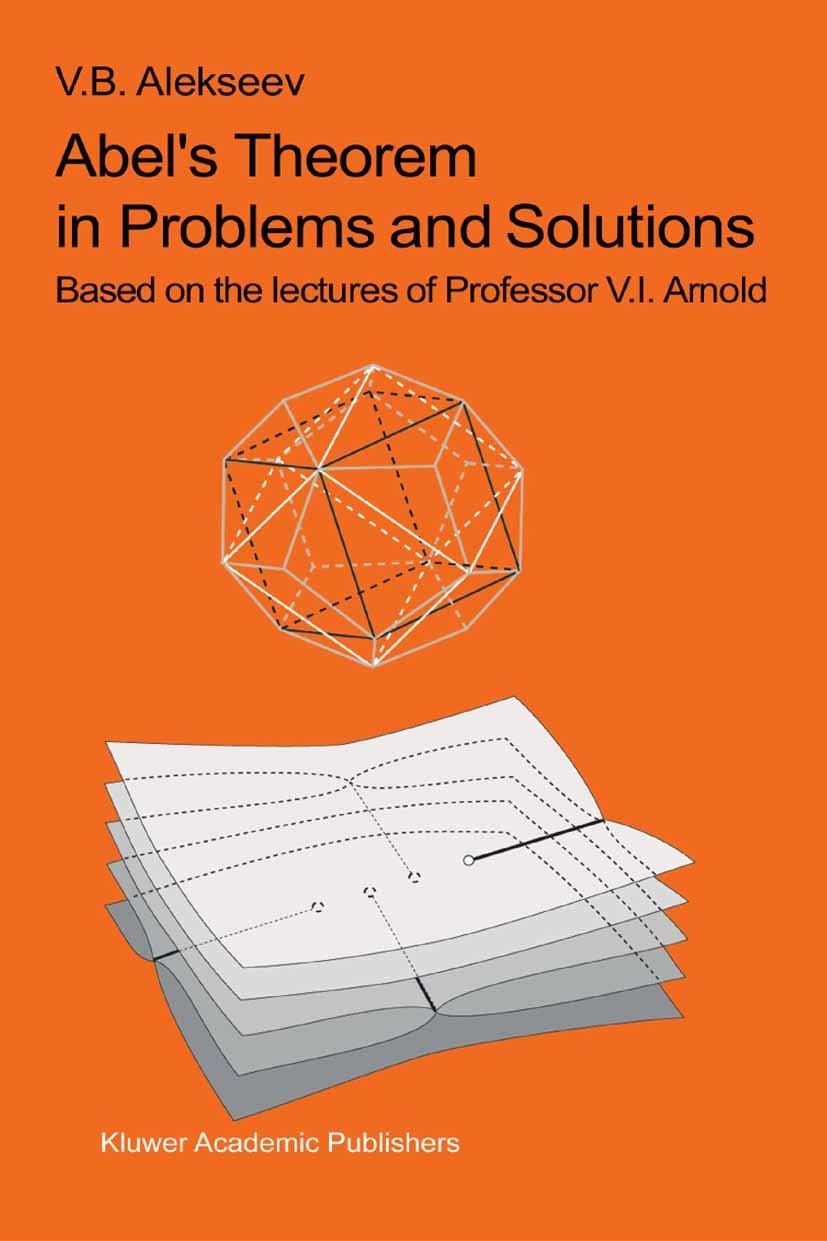 V.B. Alekseev
Abel's Theorem
in Problems and Solutions
Based on the lectures of Professor V.I. Arnold
Kluwer Academic Publishers